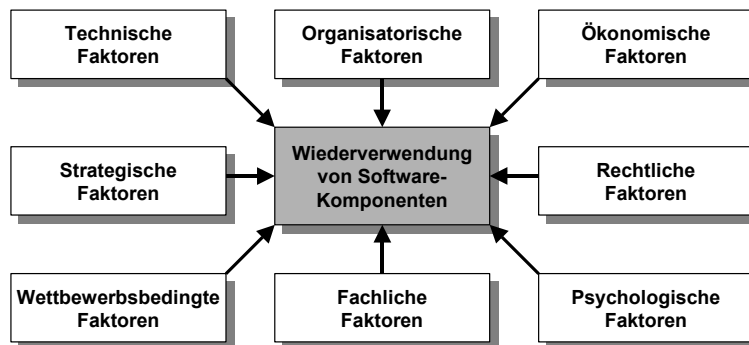 Technische
Faktoren
Organisatorische
Faktoren
Ökonomische
Faktoren
Strategische
Faktoren
Wiederverwendung
von Software-
Komponenten
Rechtliche
Faktoren
Wettbewerbsbedingte
Faktoren
Fachliche
Faktoren
Psychologische
Faktoren